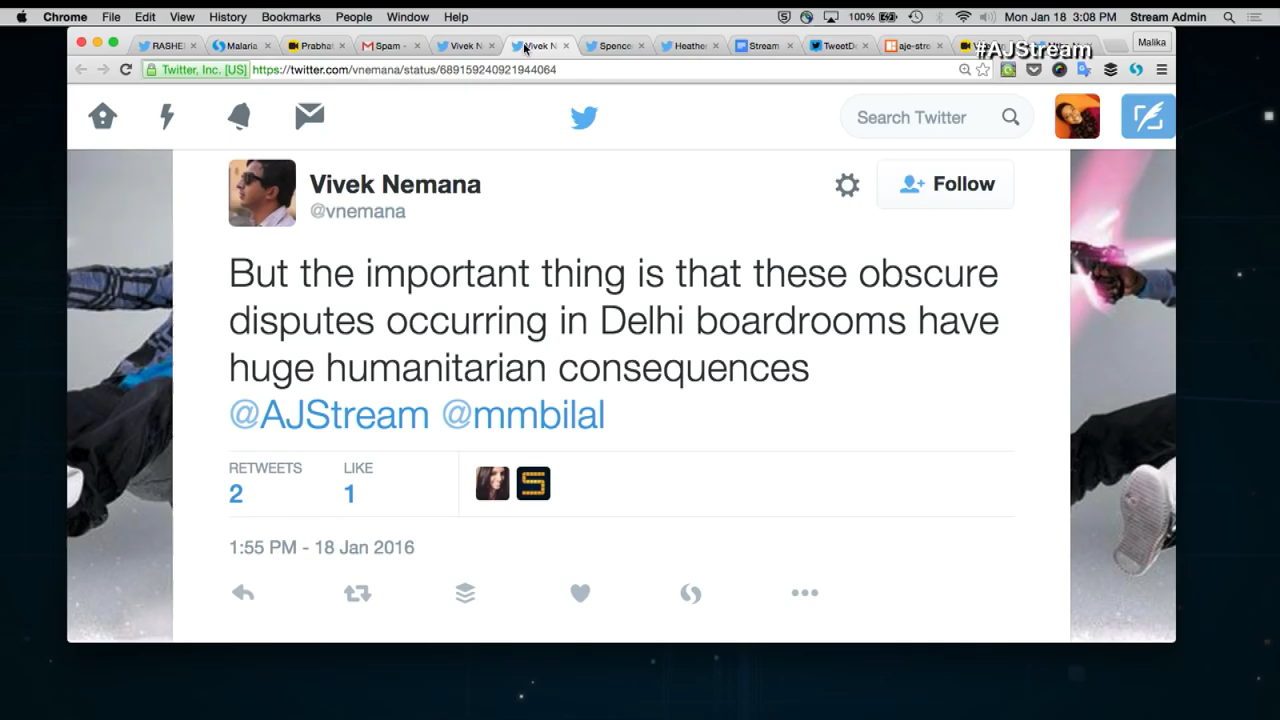 Chrome File Edit View History Bookmarks People Window Help 100% Mon Jan 18 3:08 PM Stream Admin
RASHE Malaria Prabhat Gmail Spam - Vivek N Vivek N Spence Heather Stream TweetD aje-stre Malika
#AJStream
Twitter, Inc. [US] https://twitter.com/vnemana/status/689159240921944064
Search Twitter
Vivek Nemana
@vnemana
Follow
But the important thing is that these obscure
disputes occurring in Delhi boardrooms have
huge humanitarian consequences
@AJStream @mmbilal
RETWEETS LIKE
2 1
1:55 PM - 18 Jan 2016